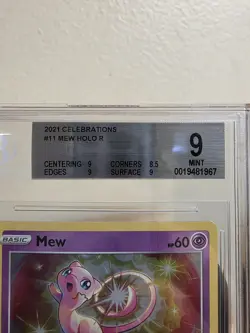 2021 CELEBRATIONS
#11 MEW HOLO R
CENTERING 9 CORNERS 8.5
EDGES 9 SURFACE 9
9
MINT
0019481967
BASIC Mew HP60